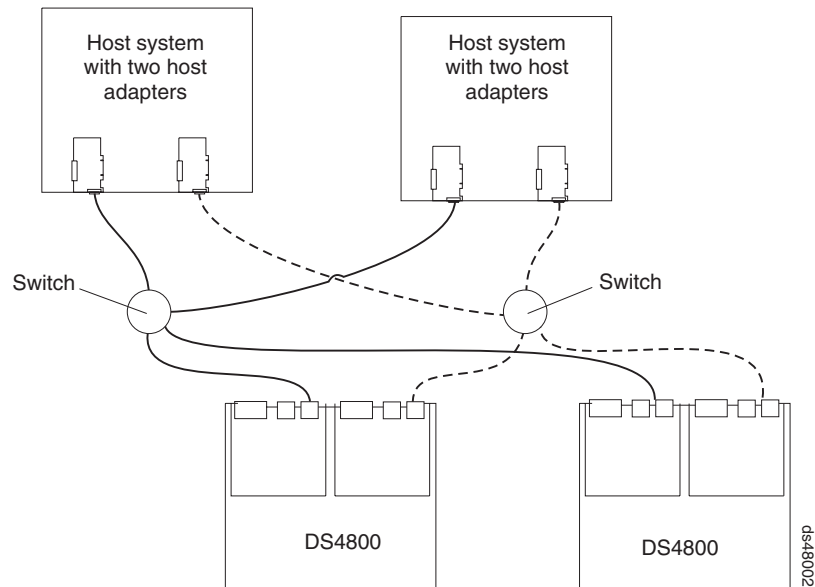 Host system
with two host
adapters
Host system
with two host
adapters
Switch
Switch
DS4800
DS4800
ds48002